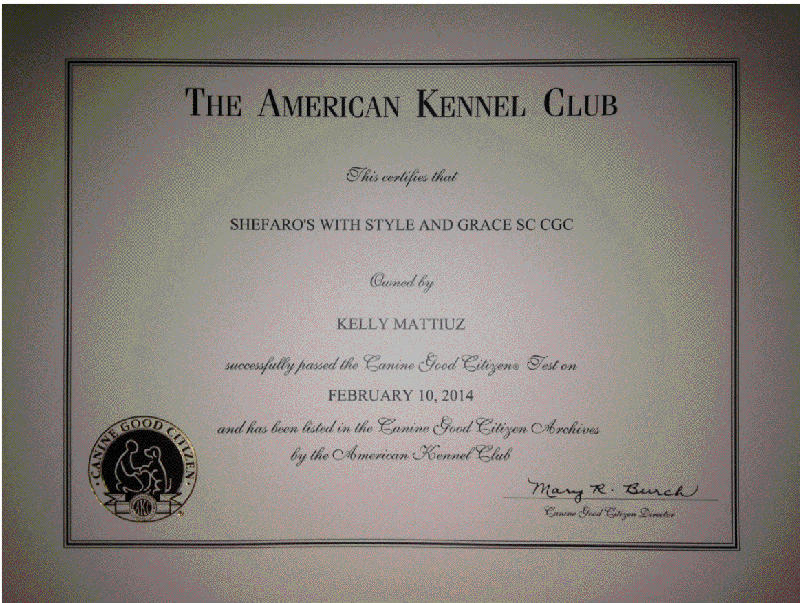 THE AMERICAN KENNEL CLUB
This certifies that
SHEFARO'S WITH STYLE AND GRACE SC CGC
Owned by
KELLY MATTIUZ
successfully passed the Canine Good Citizen® Test on
FEBRUARY 10, 2014
and has been listed in the Canine Good Citizen Archives
by the American Kennel Club
CANINE GOOD CITIZEN
AKC
Mary R. Burch
Canine Good Citizen Director